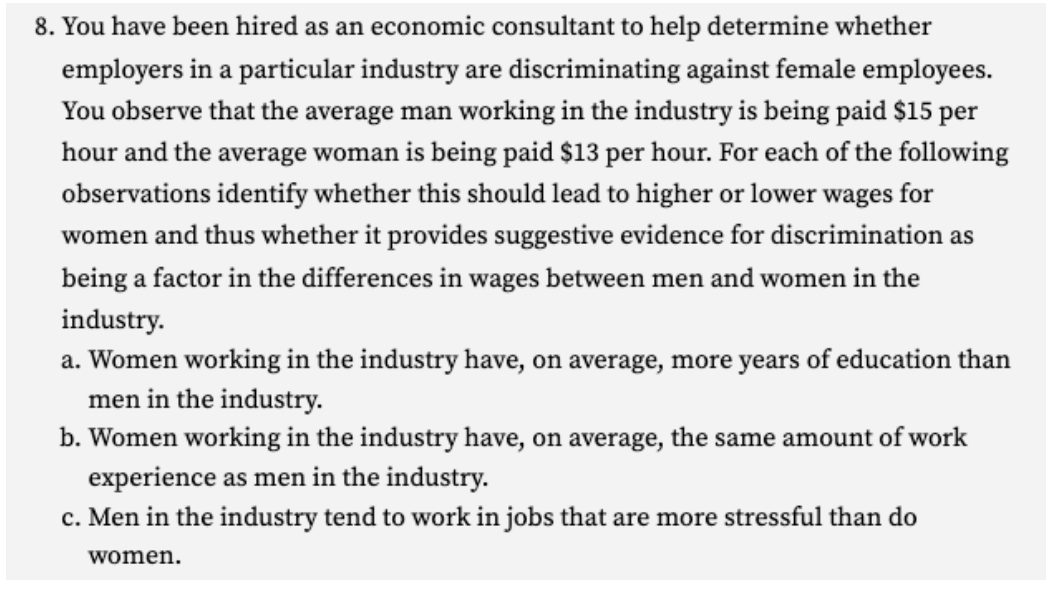 8. You have been hired as an economic consultant to help determine whether
employers in a particular industry are discriminating against female employees.
You observe that the average man working in the industry is being paid $15 per
hour and the average woman is being paid $13 per hour. For each of the following
observations identify whether this should lead to higher or lower wages for
women and thus whether it provides suggestive evidence for discrimination as
being a factor in the differences in wages between men and women in the
industry.
a. Women working in the industry have, on average, more years of education than
men in the industry.
b. Women working in the industry have, on average, the same amount of work
experience as men in the industry.
c. Men in the industry tend to work in jobs that are more stressful than do
women.